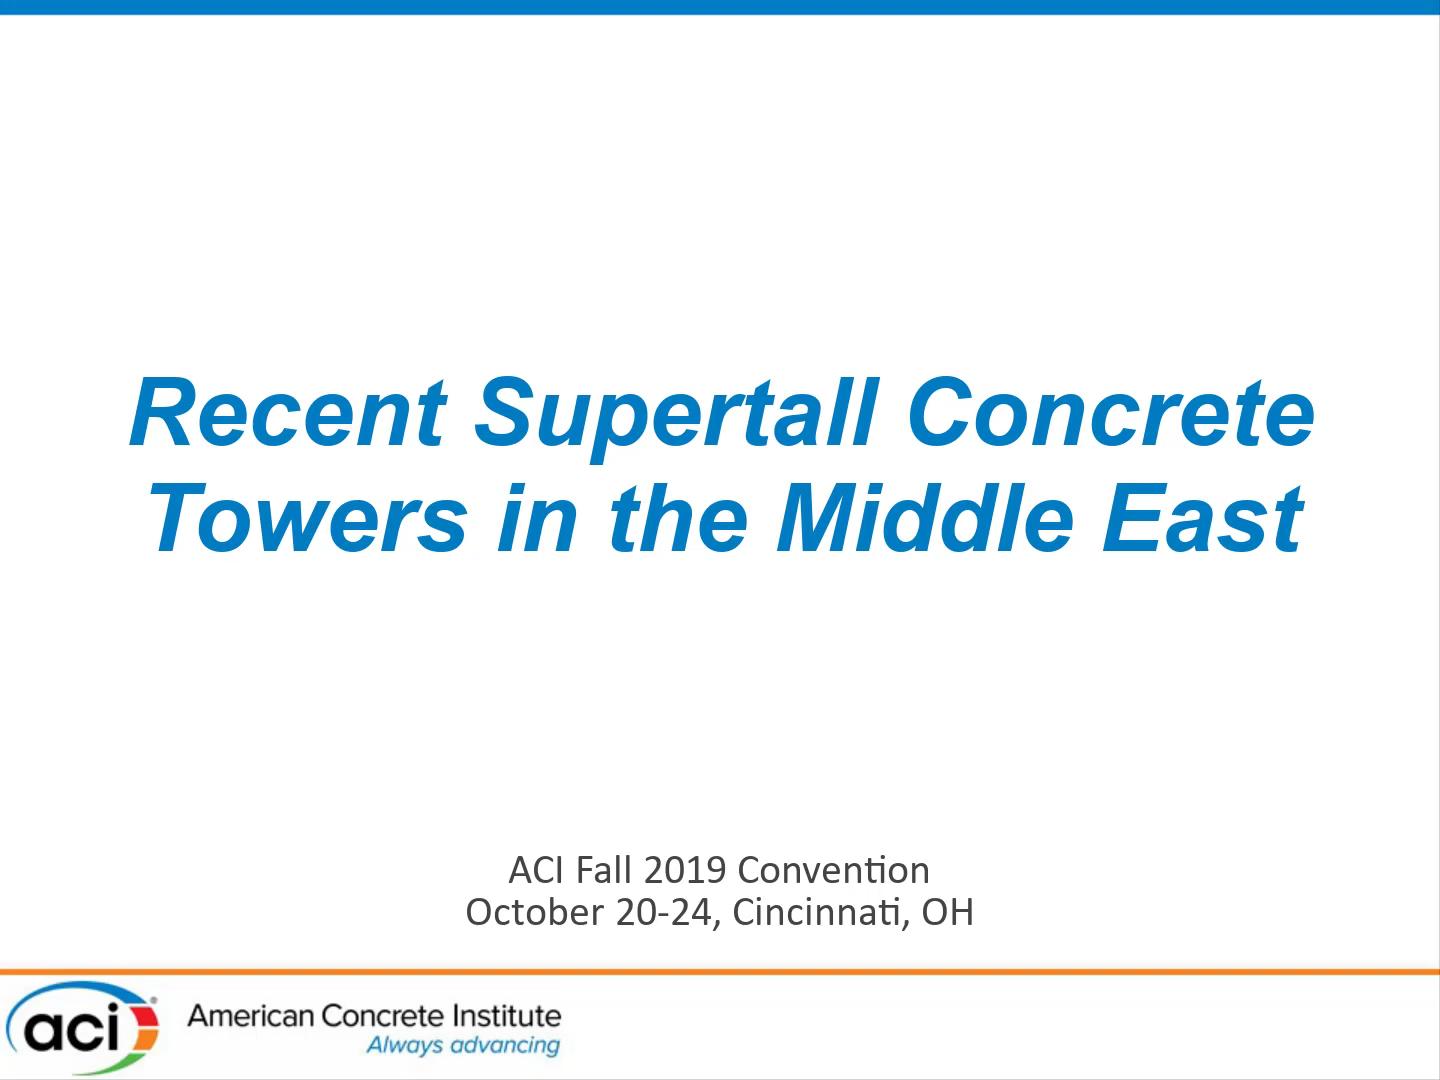 Recent Supertall Concrete
Towers in the Middle East
ACI Fall 2019 Convention
October 20-24, Cincinnati, OH
aci®
American Concrete Institute
Always advancing